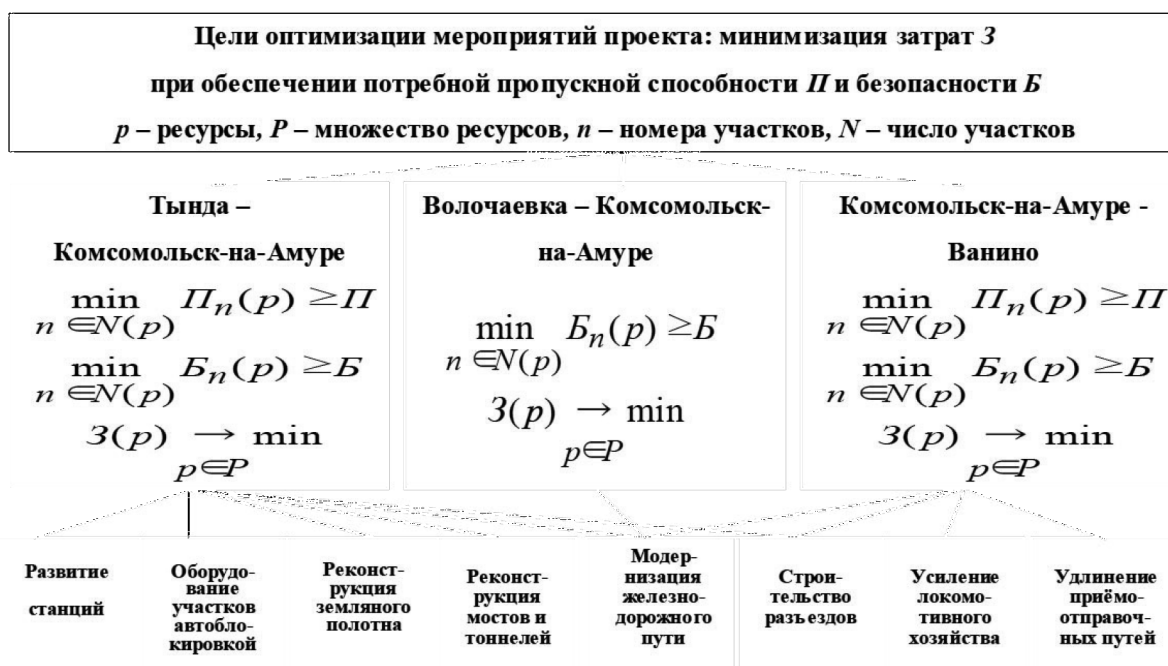 Цели оптимизации мероприятий проекта: минимизация затрат З
при обеспечении потребной пропускной способности П и безопасности Б
р – ресурсы, Р – множество ресурсов, n – номера участков, N – число участков
Тында –
Комсомольск-на-Амуре
min Пn(p) ≥П
n ∈N(p)
min Бn(p) ≥Б
n ∈N(p)
З(p) → min
p∈P
Волочаевка – Комсомольск-
на-Амуре
min Бn(p) ≥Б
n ∈N(p)
З(p) → min
p∈P
Комсомольск-на-Амуре -
Ванино
min Пn(p) ≥П
n ∈N(p)
min Бn(p) ≥Б
n ∈N(p)
З(p) → min
p∈P
Развитие
станций
Оборудо-
вание
участков
автобло-
кировкой
Реконст-
рукция
земляного
полотна
Реконст-
рукция
мостов и
тоннелей
Модер-
низация
железно-
дорожного
пути
Строи-
тельство
разъездов
Усиление
локомо-
тивного
хозяйства
Удлинение
приёмо-
отправоч-
ных путей